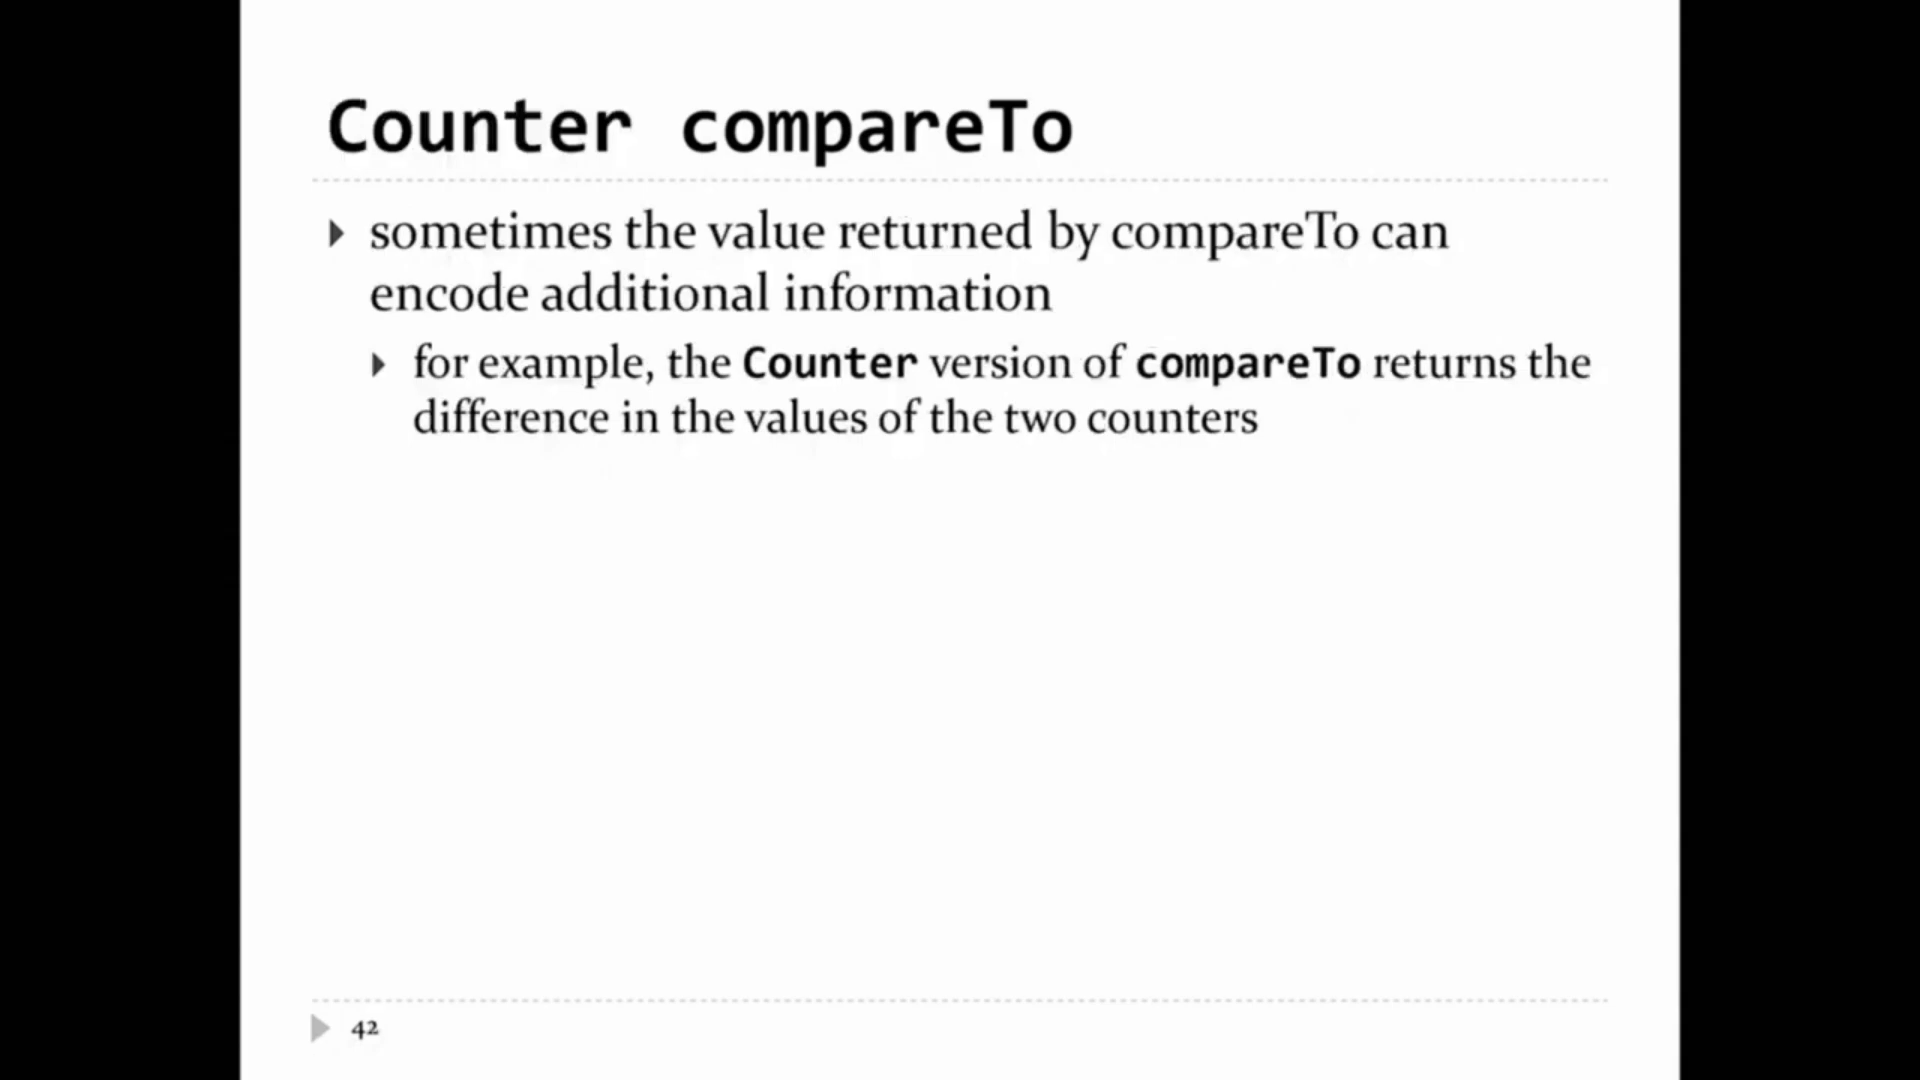 Counter compareTo
sometimes the value returned by compareTo can
encode additional information
for example, the Counter version of compareTo returns the
difference in the values of the two counters
42